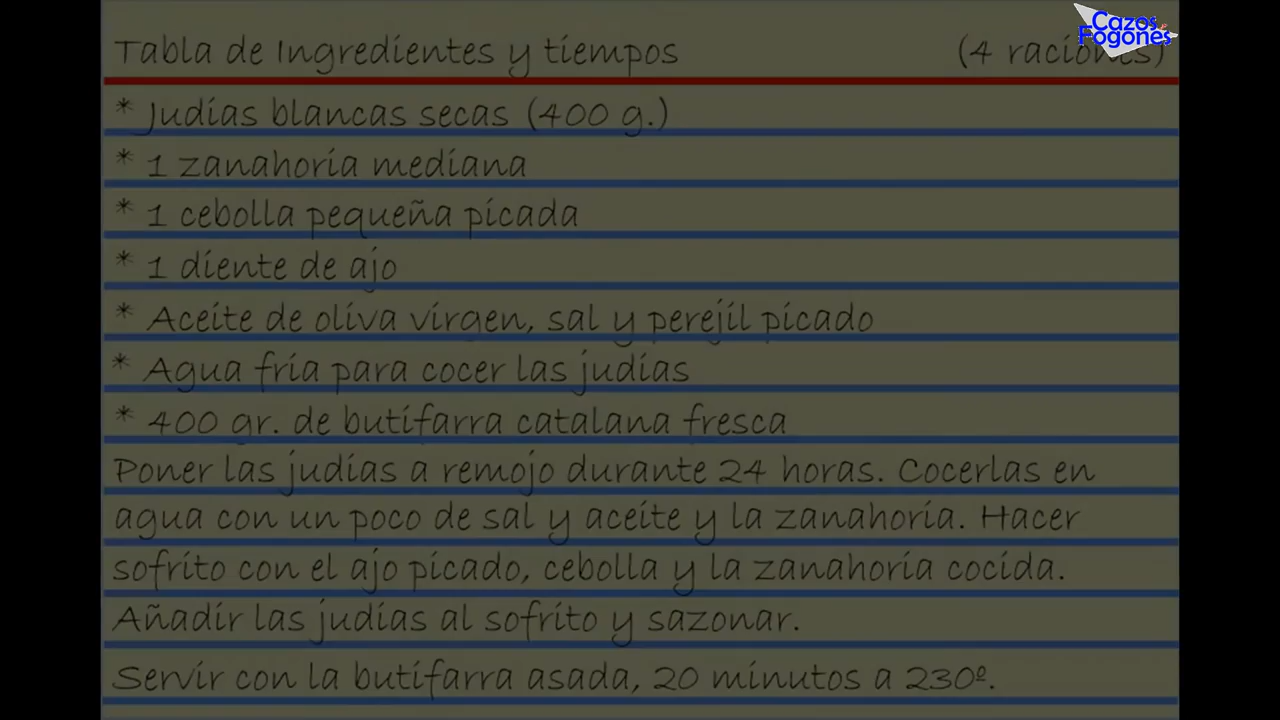 Cazos
Fogones
Tabla de Ingredientes y tiempos (4 raciones)
* Judías blancas secas (400 g.)
* 1 zanahoria mediana
* 1 cebolla pequeña picada
* 1 diente de ajo
* Aceite de oliva virgen, sal y perejil picado
* Agua fría para cocer las judías
* 400 gr. de butifarra catalana fresca
Poner las judías a remojo durante 24 horas. Cocerlas en
agua con un poco de sal y aceite y la zanahoria. Hacer
sofrito con el ajo picado, cebolla y la zanahoria cocida.
Añadir las judías al sofrito y sazonar.
Servir con la butifarra asada, 20 minutos a 230º.